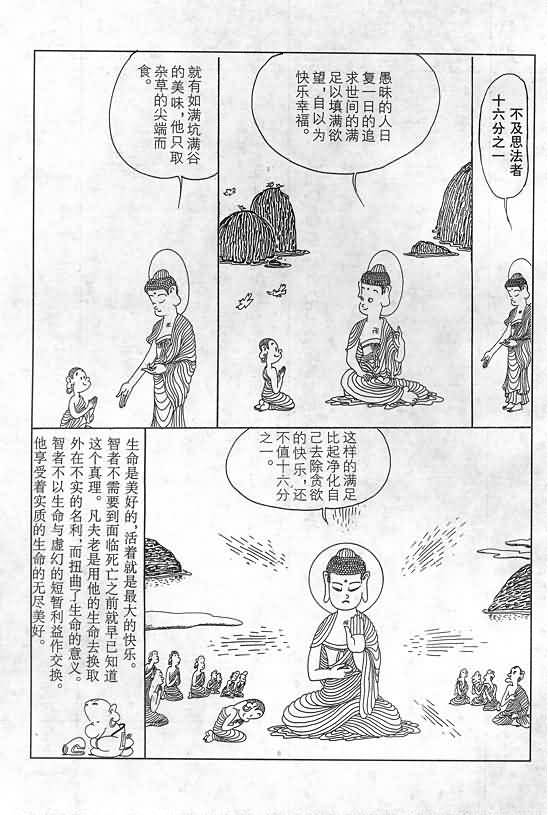 不及思法者
十六分之一
愚昧的人日
复一日的追
求世间的满
足以填满欲
望，自以为
快乐幸福。
就有如满坑满谷
的美味，他只取
杂草的尖端而
食。
这样的满足
比起净化自
己去除贪欲
的快乐，还
不值十六分
之一。
生命是美好的，活着就是最大的快乐。
智者不需要到面临死亡之前就早已知道
这个真理。凡夫老是用他的生命去换取
外在不实的名利，而扭曲了生命的意义。
智者不以生命与虚幻的短暂利益作交换。
他享受着实质的生命的无尽美好。